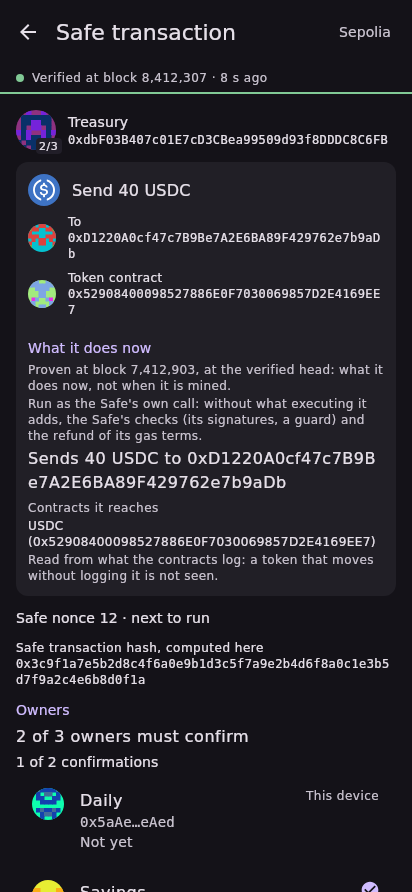 Safe transaction
Sepolia
Verified at block 8,412,307 · 8 s ago
Treasury
0xdbF03B407c01E7cD3CBea99509d93f8DDDC8C6FB
2/3
Send 40 USDC
To
0xD1220A0cf47c7B9Be7A2E6BA89F429762e7b9aD
b
Token contract
0x52908400098527886E0F7030069857D2E4169EE
7
What it does now
Proven at block 7,412,903, at the verified head: what it
does now, not when it is mined.
Run as the Safe's own call: without what executing it
adds, the Safe's checks (its signatures, a guard) and
the refund of its gas terms.
Sends 40 USDC to 0xD1220A0cf47c7B9B
e7A2E6BA89F429762e7b9aDb
Contracts it reaches
USDC
(0x52908400098527886E0F7030069857D2E4169EE7)
Read from what the contracts log: a token that moves
without logging it is not seen.
Safe nonce 12 · next to run
Safe transaction hash, computed here
0x3c9f1a7e5b2d8c4f6a0e9b1d3c5f7a9e2b4d6f8a0c1e3b5
d7f9a2c4e6b8d0f1a
Owners
2 of 3 owners must confirm
1 of 2 confirmations
Daily
This device
0x5aAe…eAed
Not yet
Savings